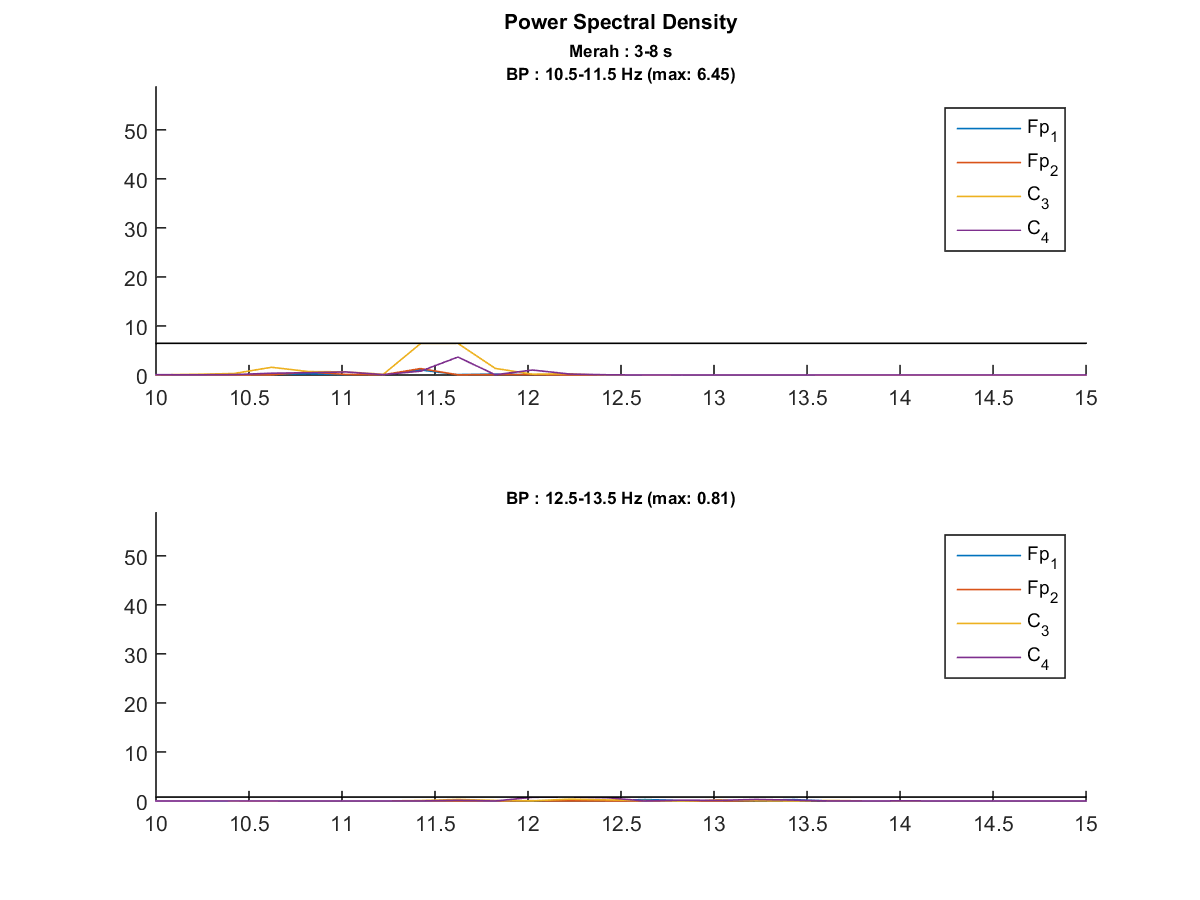 Power Spectral Density
Merah : 3-8 s
BP : 10.5-11.5 Hz (max: 6.45)
50
40
30
20
10
0
10 10.5 11 11.5 12 12.5 13 13.5 14 14.5 15
Fp1
Fp2
C3
C4
BP : 12.5-13.5 Hz (max: 0.81)
50
40
30
20
10
0
10 10.5 11 11.5 12 12.5 13 13.5 14 14.5 15
Fp1
Fp2
C3
C4